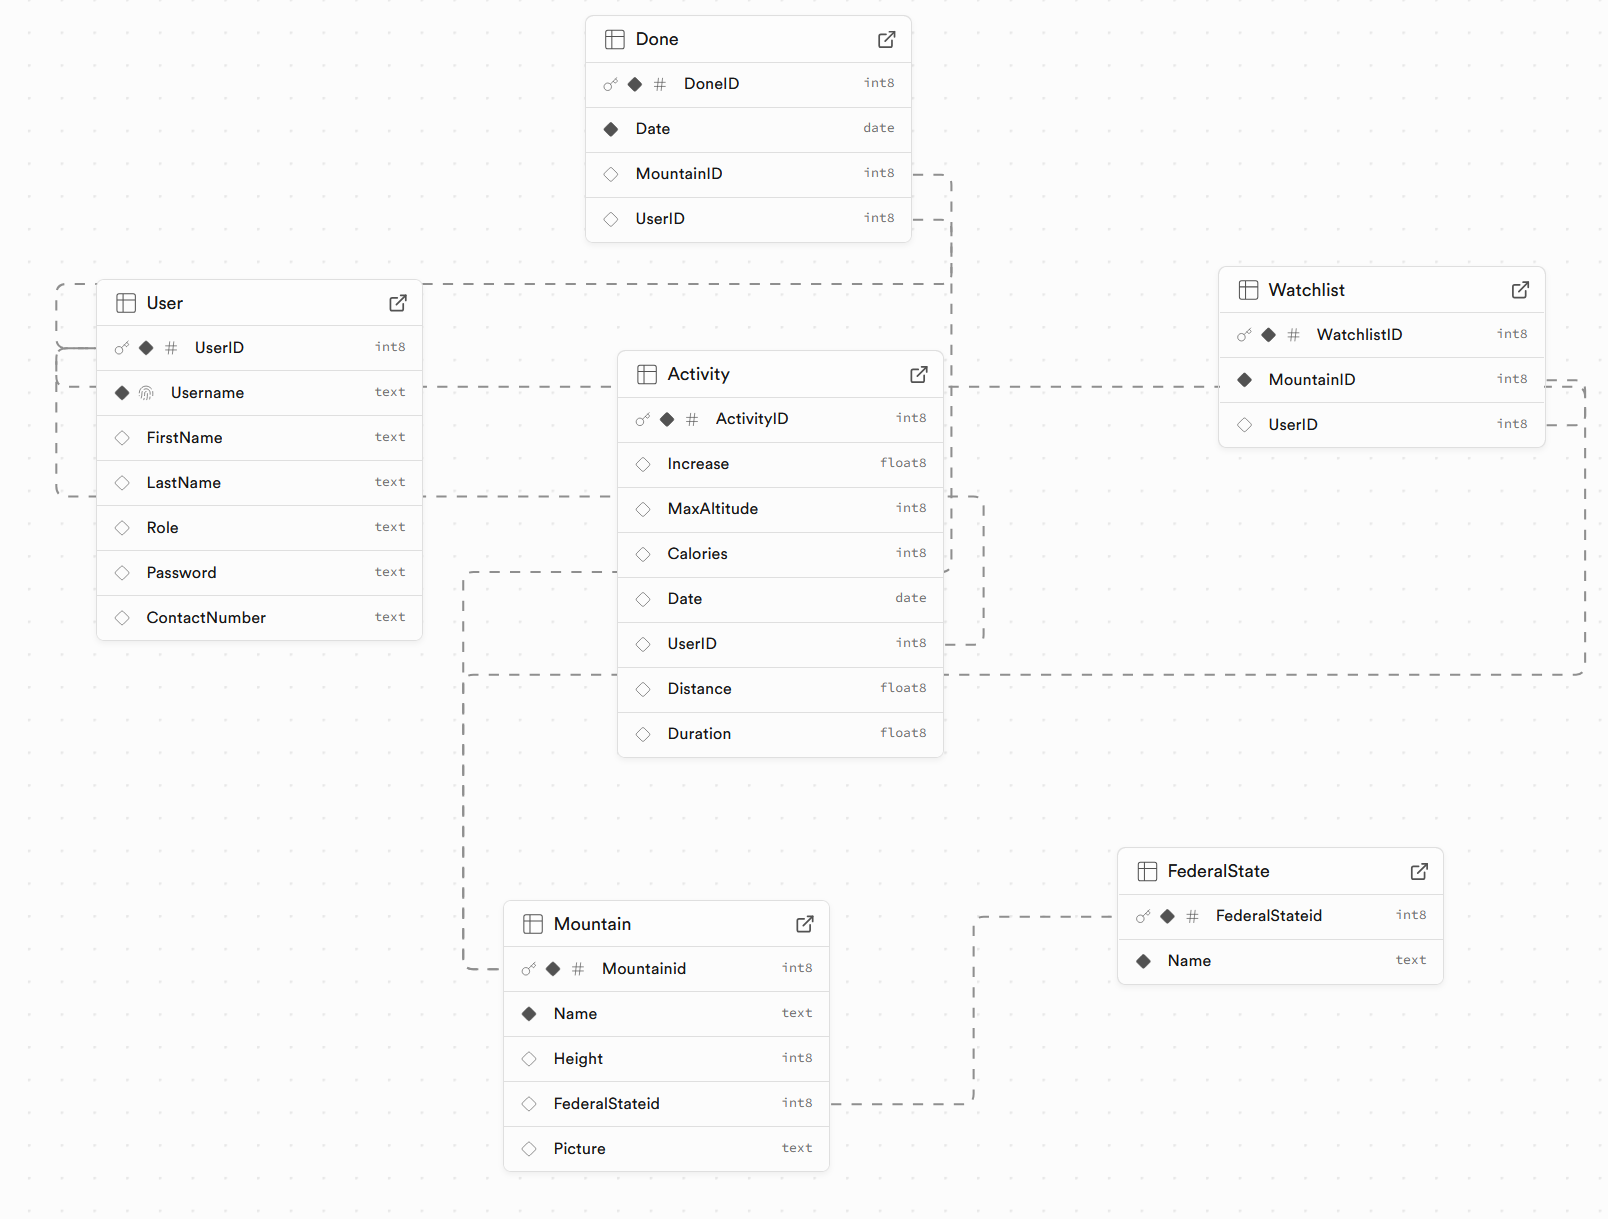 Done
# DoneID int8
Date date
MountainID int8
UserID int8
User
# UserID int8
Username text
FirstName text
LastName text
Role text
Password text
ContactNumber text
Activity
# ActivityID int8
Increase float8
MaxAltitude int8
Calories int8
Date date
UserID int8
Distance float8
Duration float8
Watchlist
# WatchlistID int8
MountainID int8
UserID int8
Mountain
# Mountainid int8
Name text
Height int8
FederalStateid int8
Picture text
FederalState
# FederalStateid int8
Name text